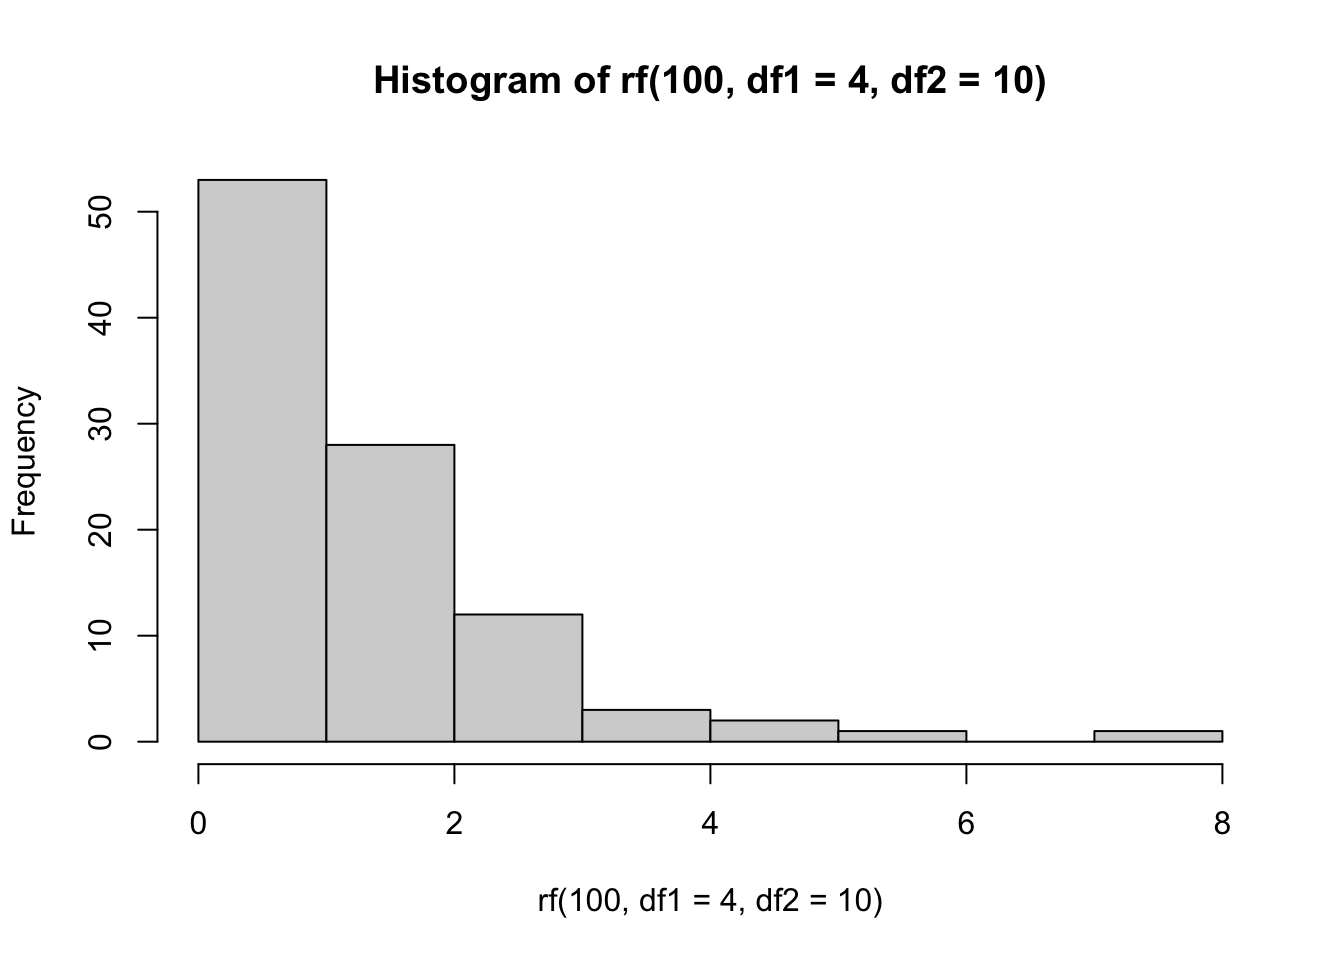 Histogram of rf(100, df1 = 4, df2 = 10)
Frequency
50
40
30
20
10
0
0 2 4 6 8
rf(100, df1 = 4, df2 = 10)